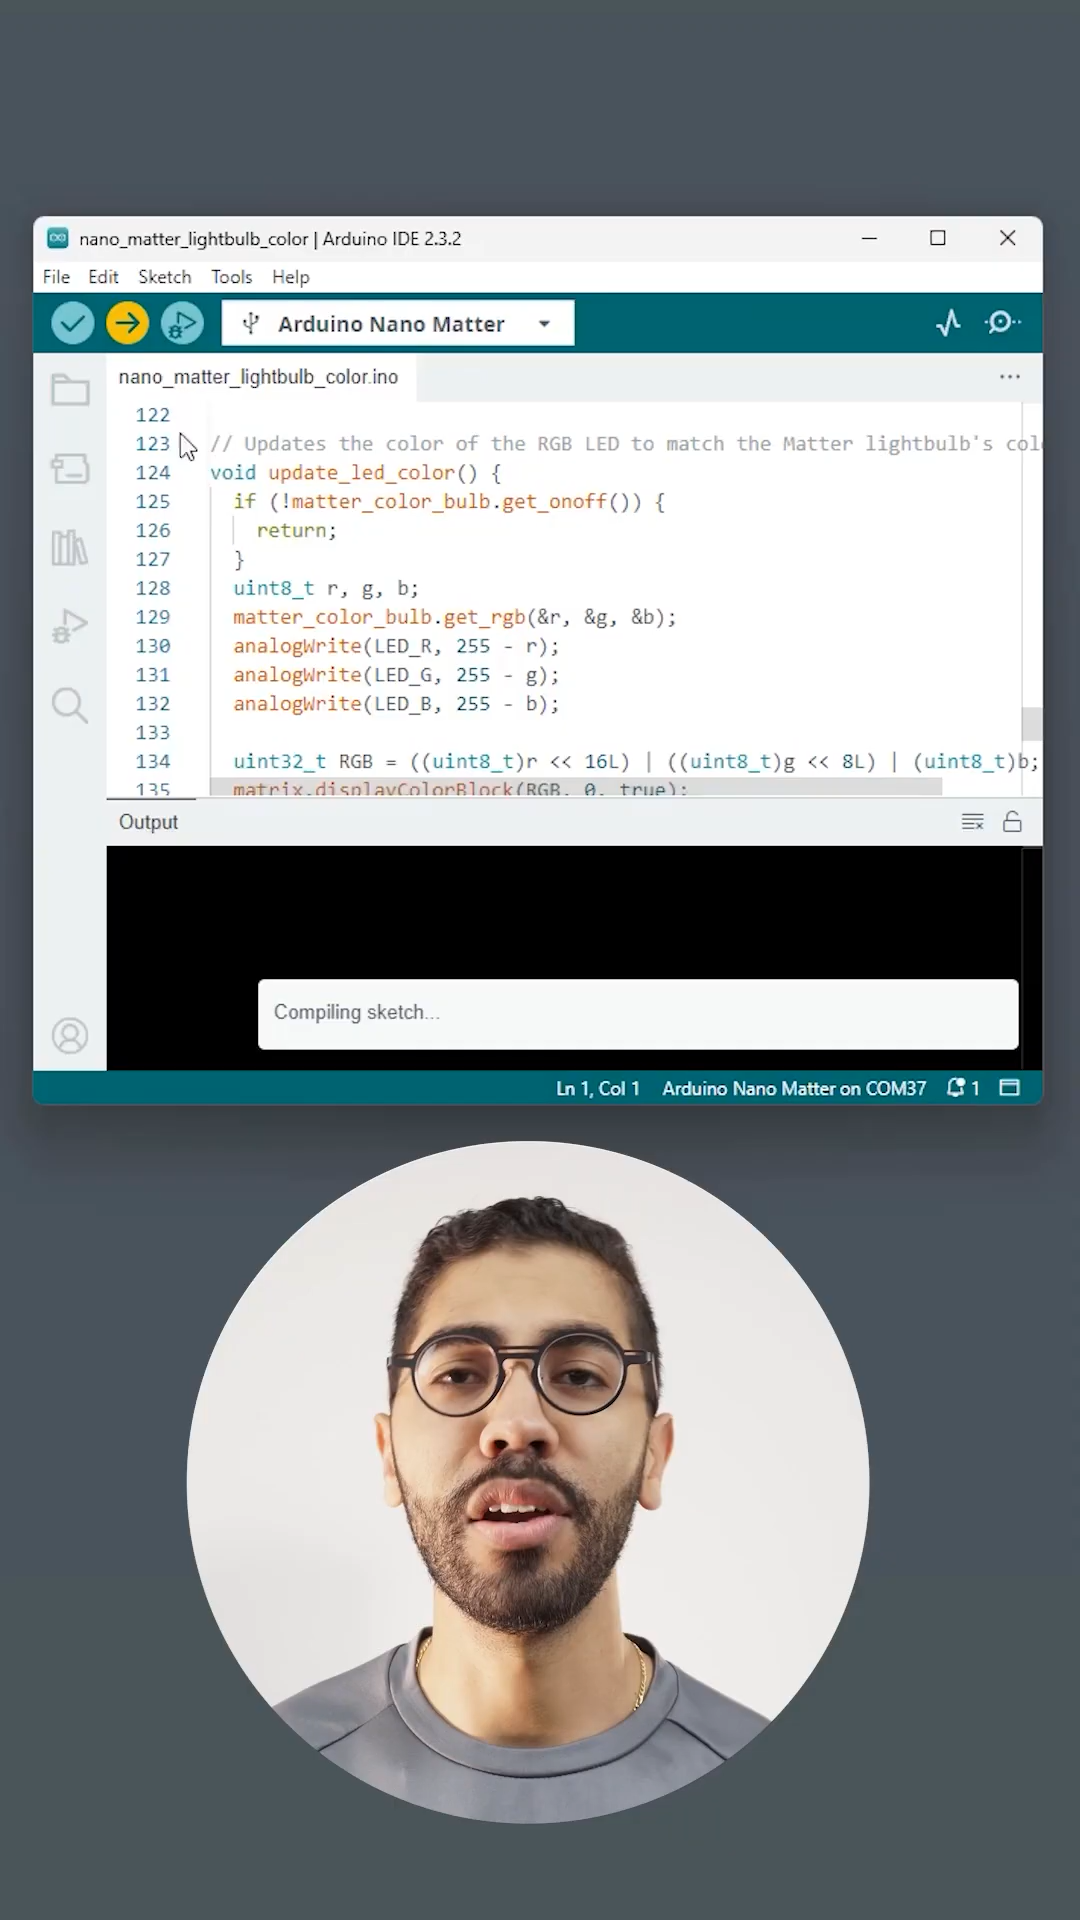 nano_matter_lightbulb_color | Arduino IDE 2.3.2
File Edit Sketch Tools Help
Arduino Nano Matter
nano_matter_lightbulb_color.ino
122
123 // Updates the color of the RGB LED to match the Matter lightbulb's col
124 void update_led_color() {
125 if (!matter_color_bulb.get_onoff()) {
126 return;
127 }
128 uint8_t r, g, b;
129 matter_color_bulb.get_rgb(&r, &g, &b);
130 analogWrite(LED_R, 255 - r);
131 analogWrite(LED_G, 255 - g);
132 analogWrite(LED_B, 255 - b);
133
134 uint32_t RGB = ((uint8_t)r << 16L) | ((uint8_t)g << 8L) | (uint8_t)b;
135 matrix.displayColorBlock(RGB, 0, true);
Output
Compiling sketch...
Ln 1, Col 1 Arduino Nano Matter on COM37 1